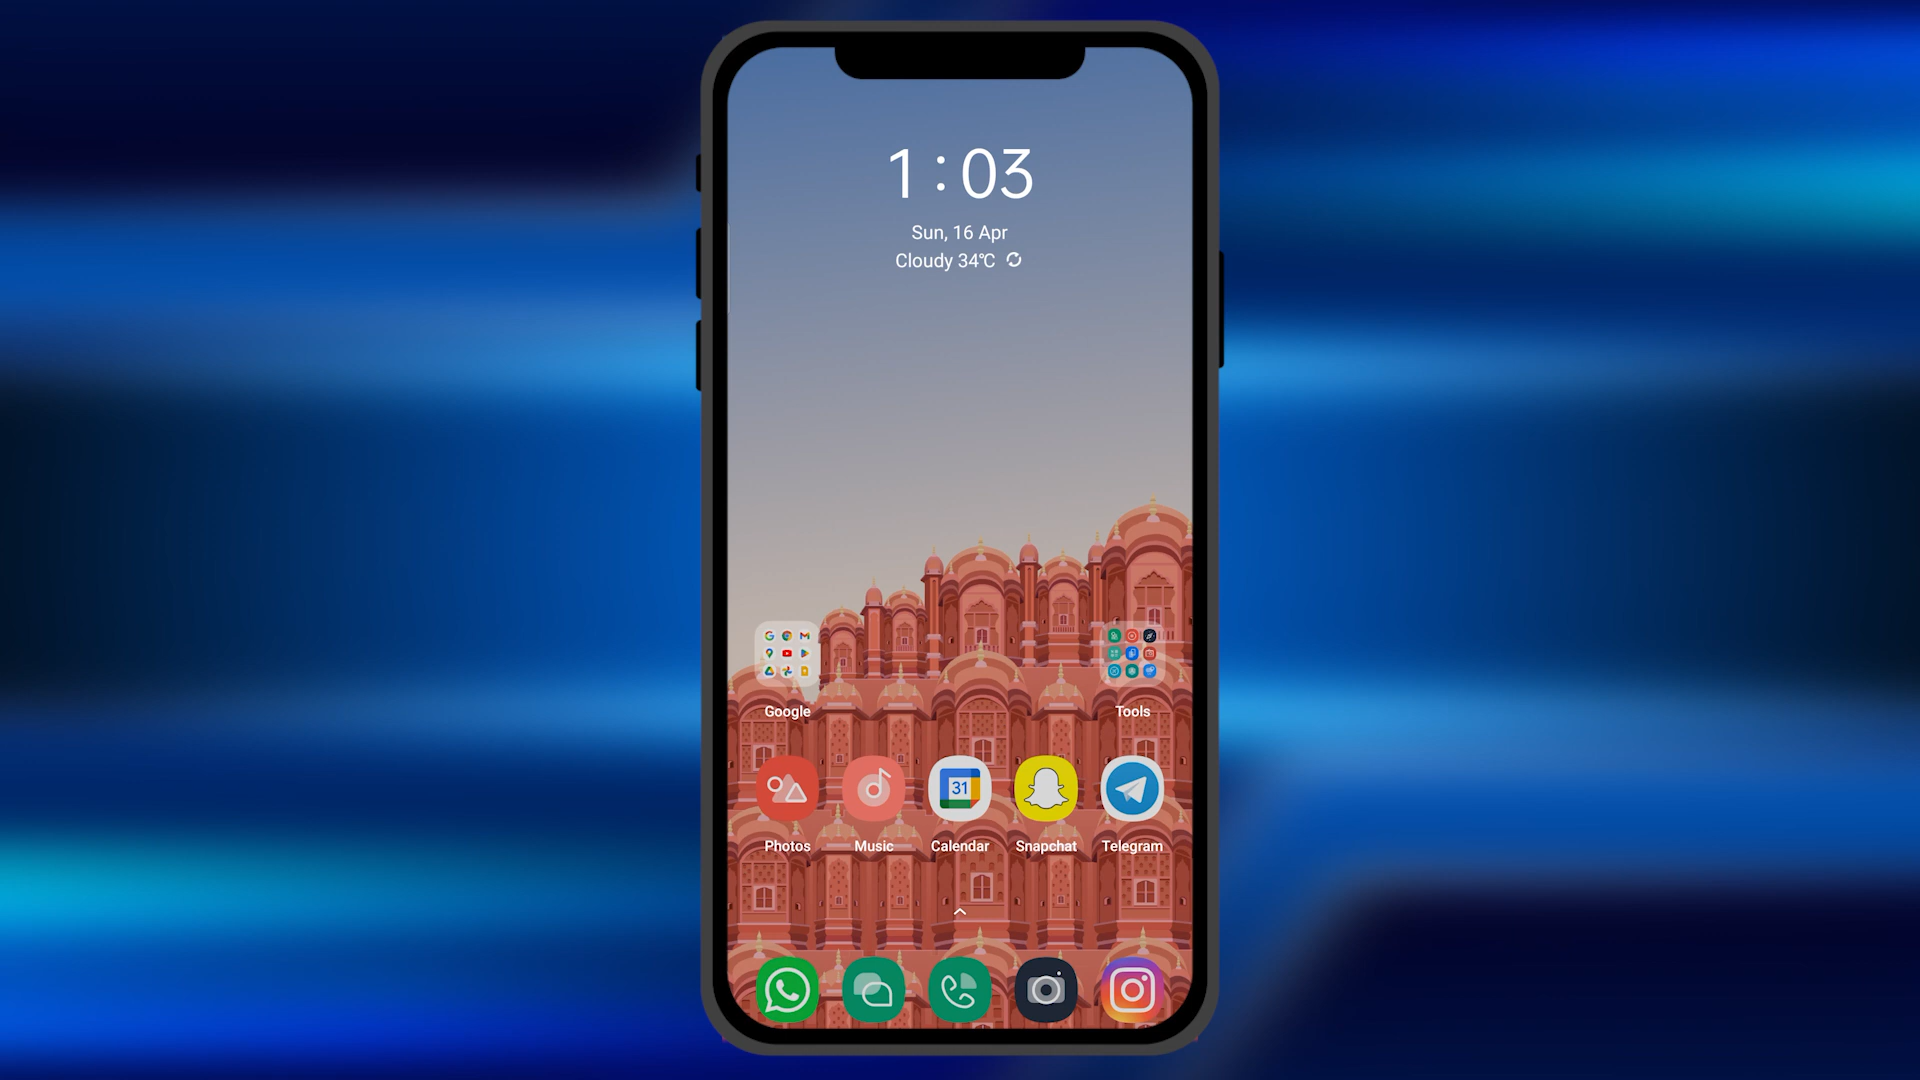 1:03
Sun, 16 Apr
Cloudy 34℃
Google
Tools
31
Photos
Music
Calendar
Snapchat
Telegram